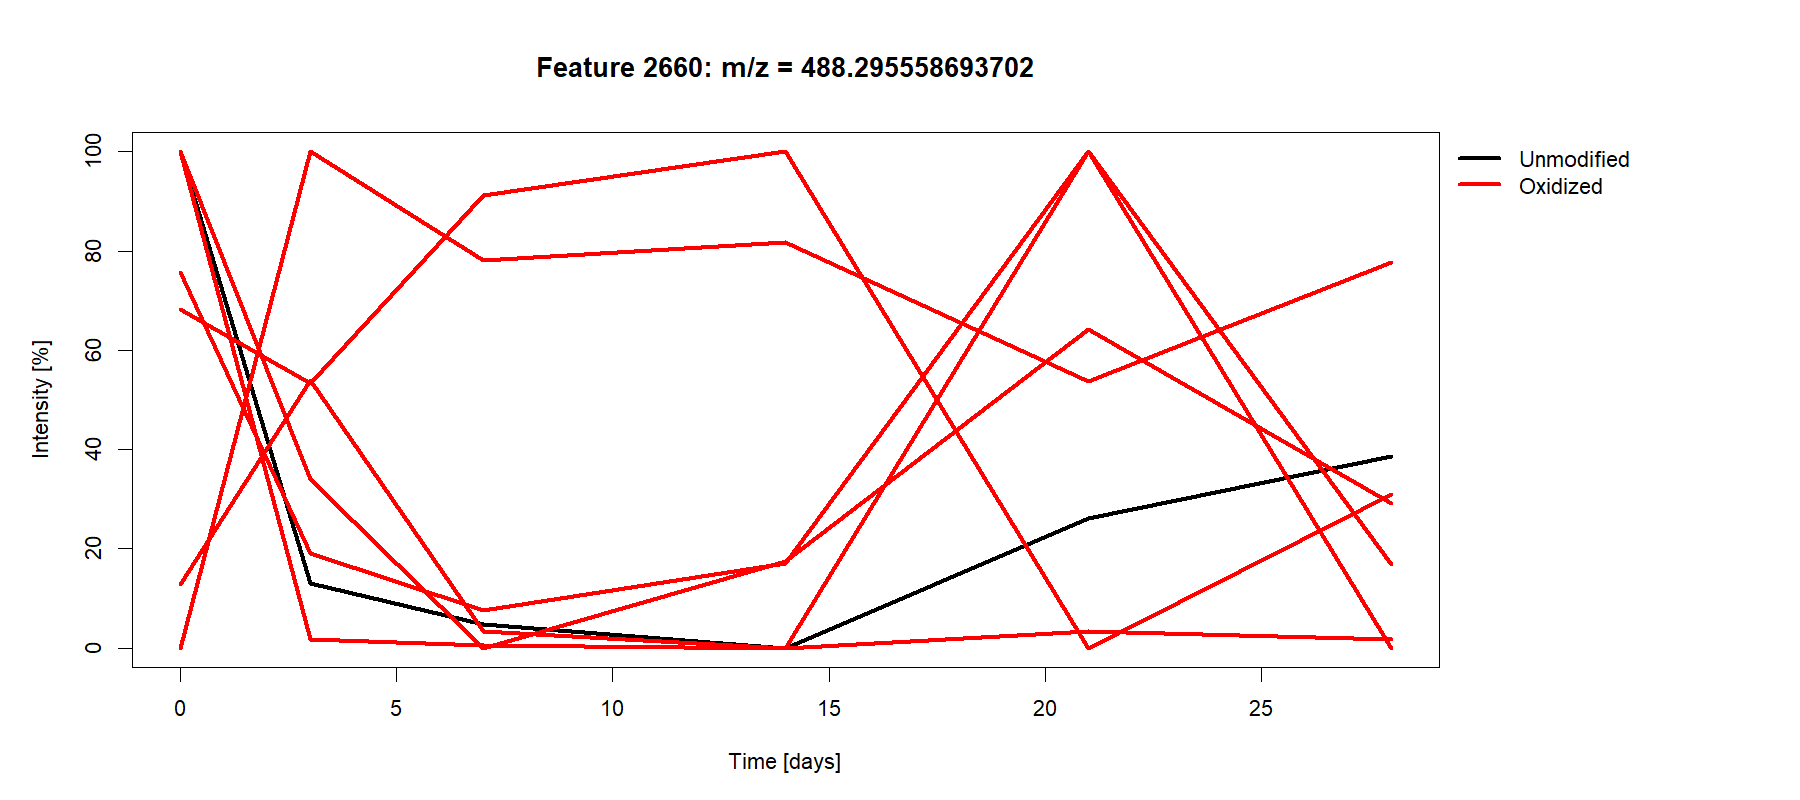 Feature 2660: m/z = 488.295558693702
Unmodified
Oxidized
Intensity [%]
100
80
60
40
20
0
0 5 10 15 20 25
Time [days]